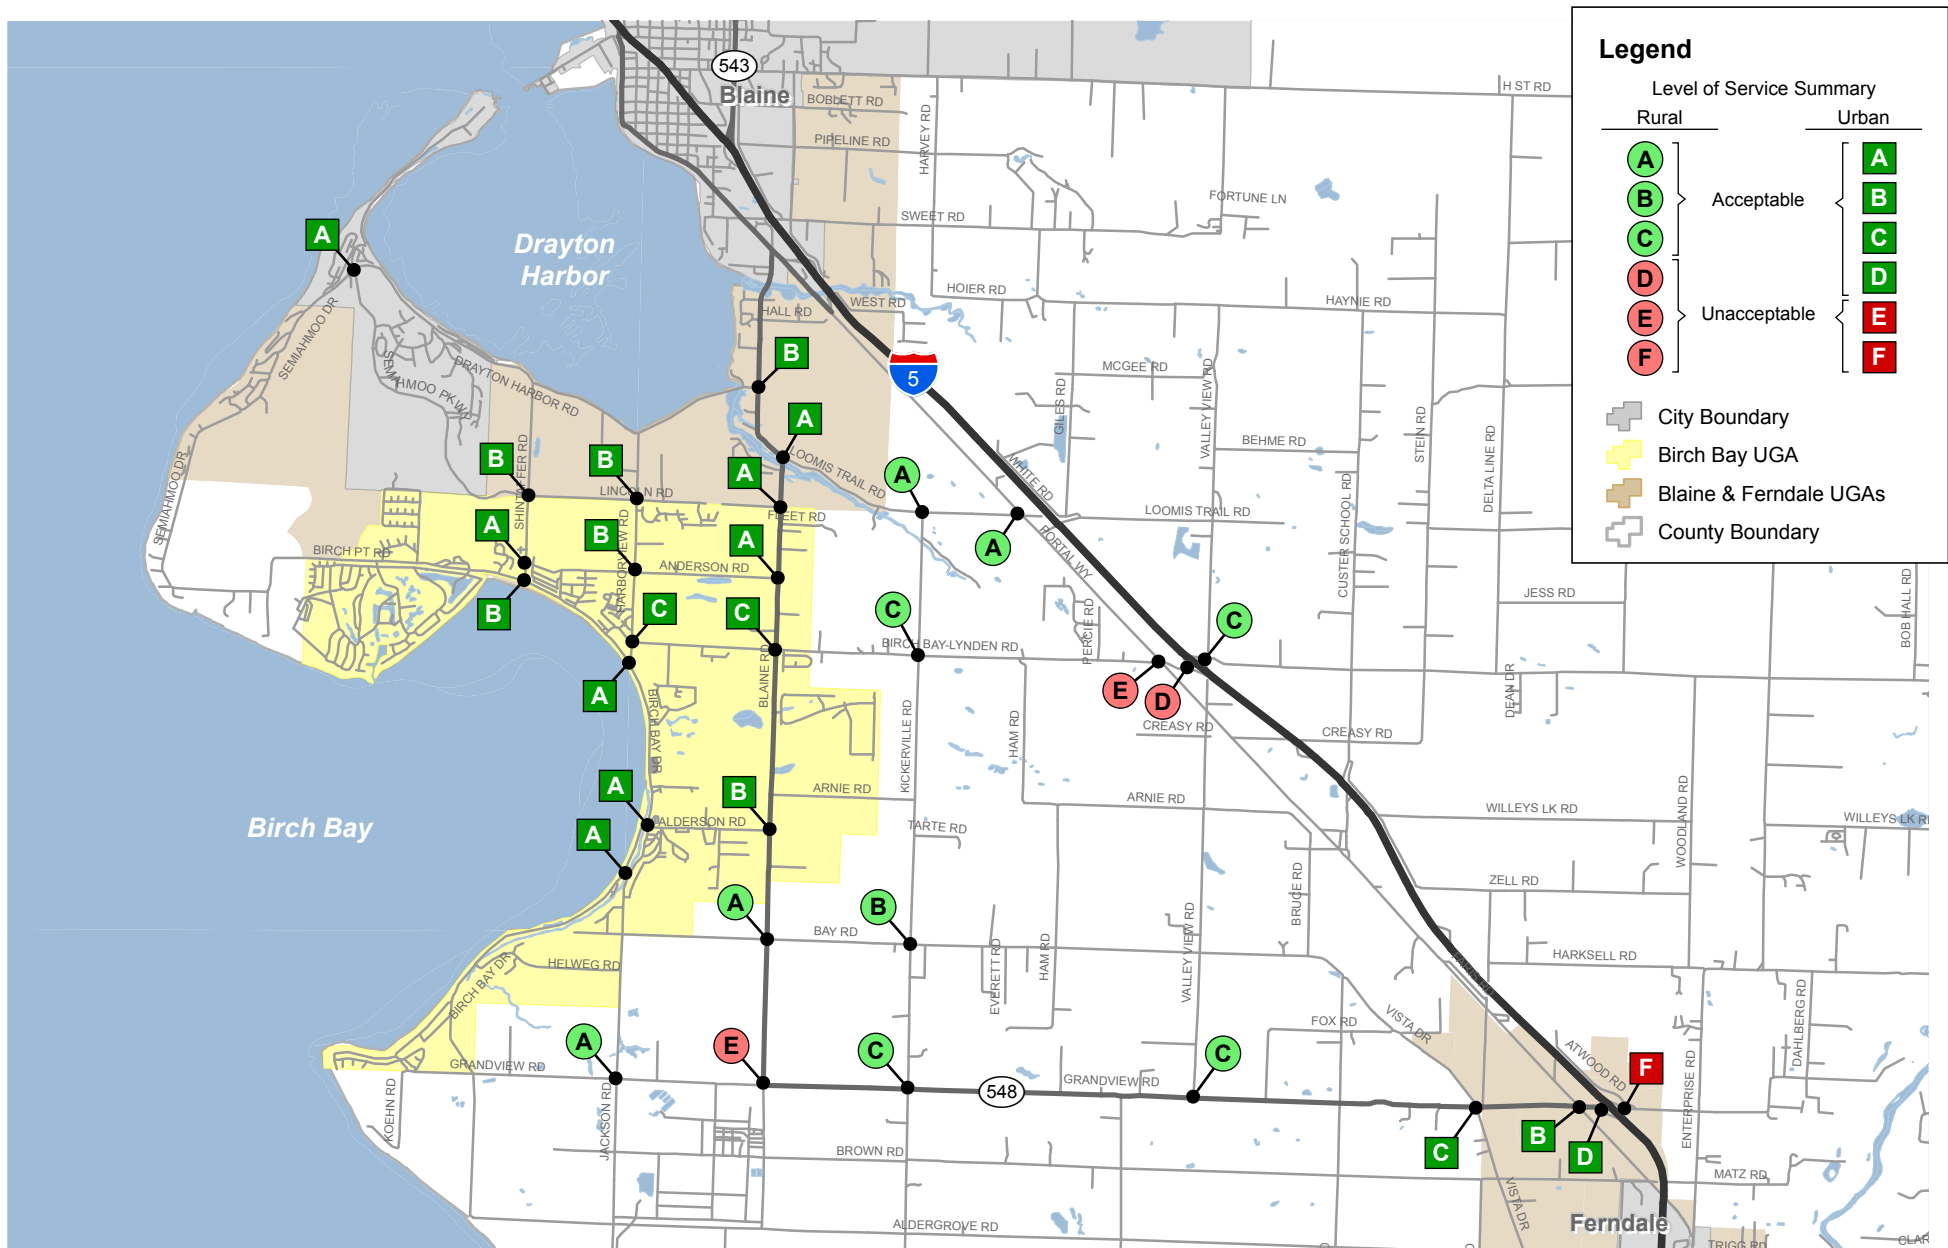 Legend
Level of Service Summary
Rural
Urban
A
A
B
Acceptable
B
C
C
D
D
E
Unacceptable
E
F
F
City Boundary
Birch Bay UGA
Blaine & Ferndale UGAs
County Boundary
543
Blaine
BOBLETT RD
PIPELINE RD
HARVEY RD
H ST RD
FORTUNE LN
SWEET RD
A
Drayton
Harbor
HOIER RD
HAYNIE RD
WEST RD
HALL RD
SEMIAHMOO DR
SEMIAHMOO PKWY
DRAYTON HARBOR RD
B
5
MCGEE RD
VALLEY VIEW RD
GILES RD
STEIN RD
DELTA LINE RD
BEHME RD
A
B
B
A
A
LOOMIS TRAIL RD
WHITE RD
SEMIAHMOO DR
SHINTAFFER RD
LINCOLN RD
FLEET RD
LOOMIS TRAIL RD
CUSTER SCHOOL RD
A
B
A
A
PORTAL WY
BIRCH PT RD
HARBORVIEW RD
ANDERSON RD
B
C
C
C
C
PERCIE RD
JESS RD
BOB HALL RD
BIRCH BAY-LYNDEN RD
A
E
D
BLAINE RD
BIRCH BAY DR
KICKERVILLE RD
HAM RD
CREASY RD
CREASY RD
DEAN DR
A
B
ARNIE RD
ARNIE RD
WILLEYS LK RD
WOODLAND RD
WILLEYS LK RD
Birch Bay
A
ALDERSON RD
TARTE RD
BRUCE RD
ZELL RD
A
B
BAY RD
EVERETT RD
HAM RD
VALLEY VIEW RD
HARKSELL RD
HELWEG RD
BIRCH BAY DR
DAHLBERG RD
FOX RD
VISTA DR
A
E
C
C
ATWOOD RD
F
GRANDVIEW RD
548
GRANDVIEW RD
KOEHN RD
JACKSON RD
ENTERPRISE RD
C
B
D
BROWN RD
MATZ RD
VISTA DR
ALDERGROVE RD
Ferndale
TRIGG RD